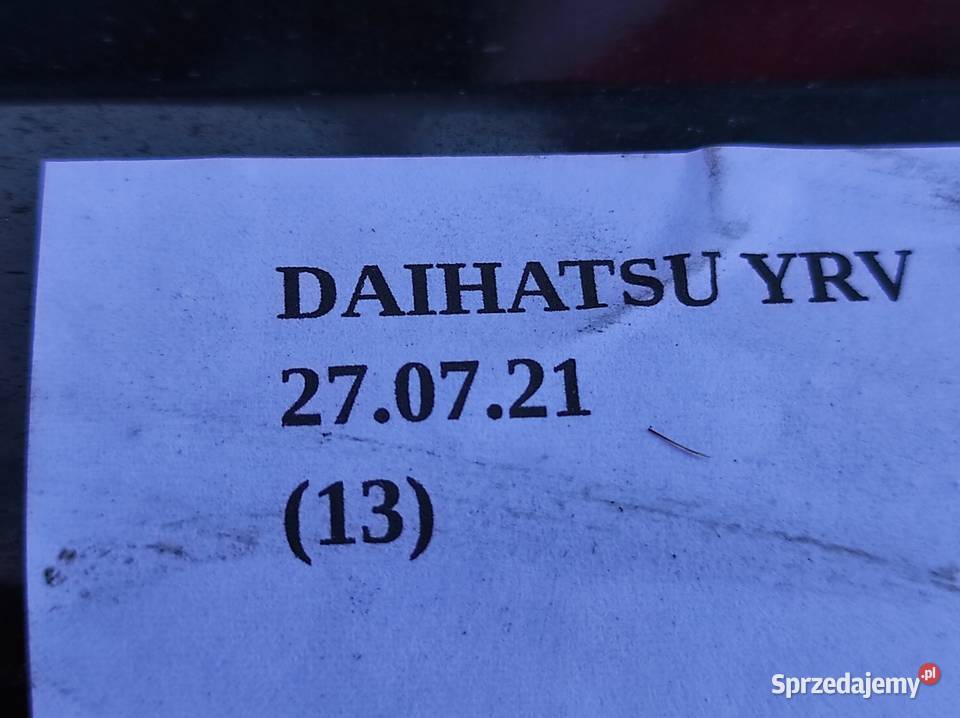 DAIHATSU YRV
27.07.21
(13)
Sprzedajemy.pl